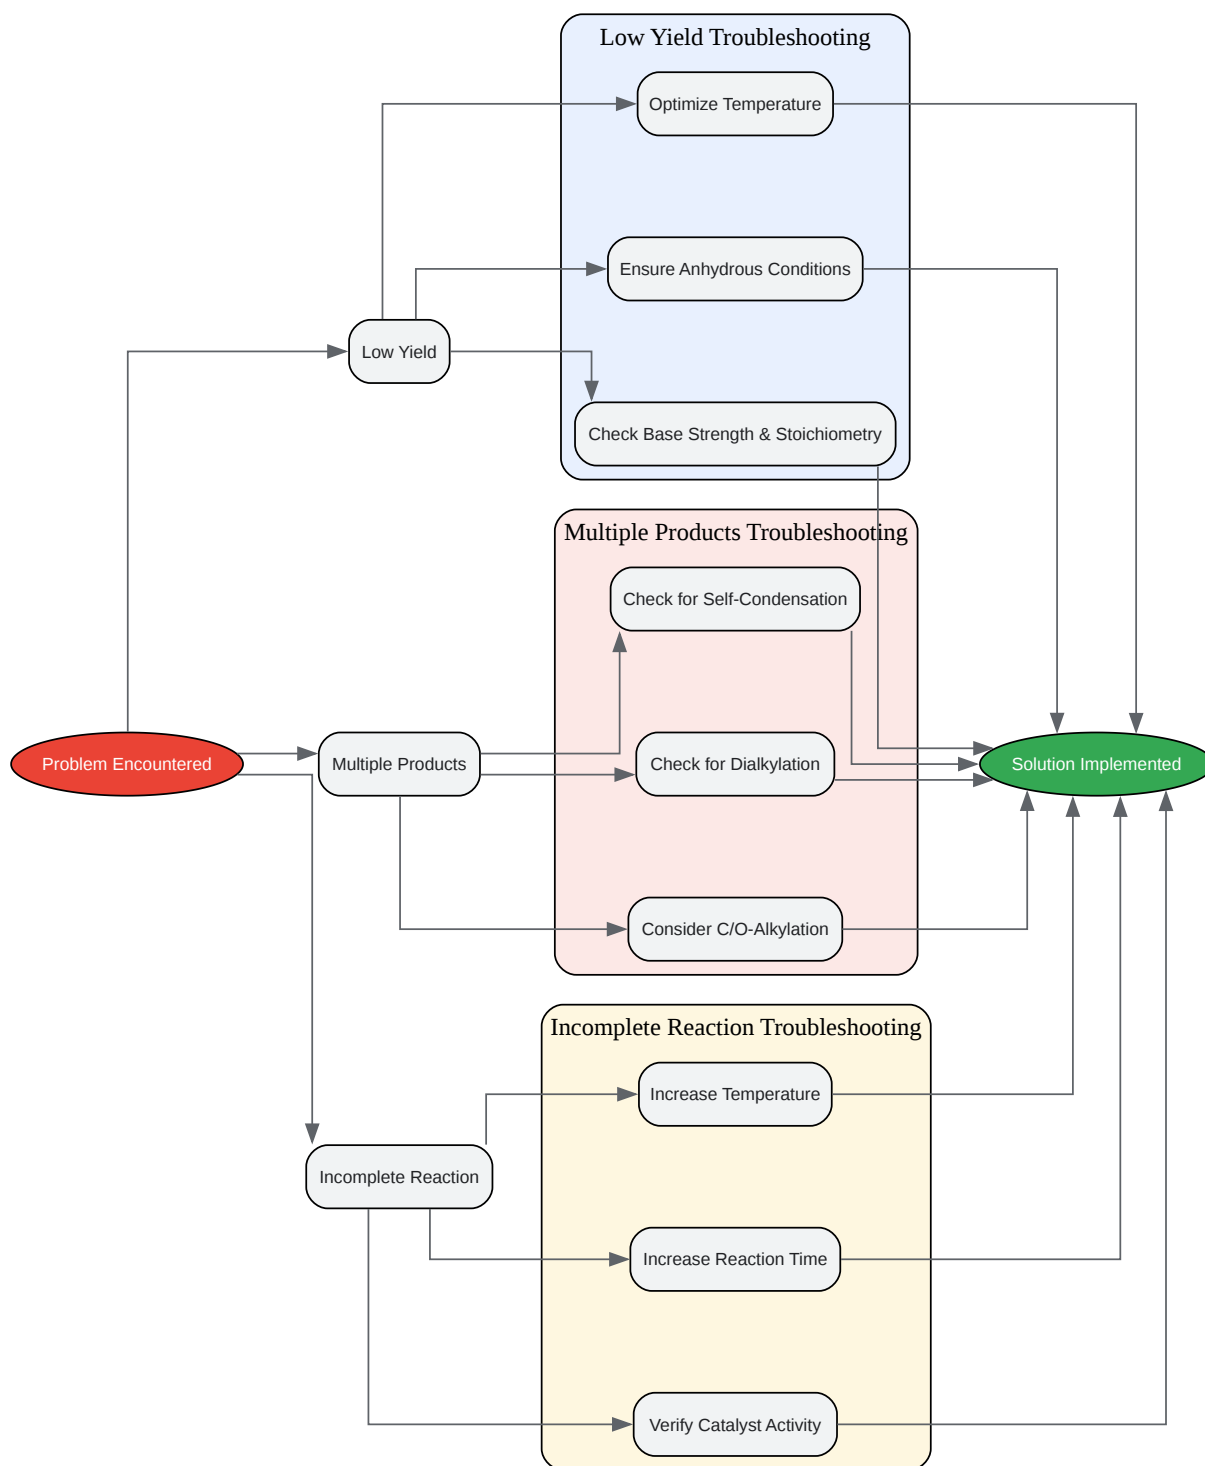 Low Yield Troubleshooting
Optimize Temperature
Ensure Anhydrous Conditions
Low Yield
Check Base Strength & Stoichiometry
Multiple Products Troubleshooting
Check for Self-Condensation
Problem Encountered
Multiple Products
Check for Dialkylation
Solution Implemented
Consider C/O-Alkylation
Incomplete Reaction Troubleshooting
Increase Temperature
Incomplete Reaction
Increase Reaction Time
Verify Catalyst Activity